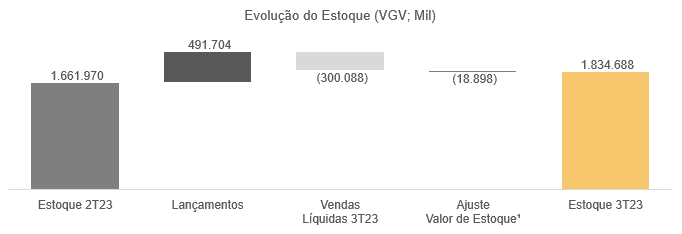 Evolução do Estoque (VGV; Mil)
491.704
1.661.970
(300.088)
(18.898)
1.834.688
Estoque 2T23
Lançamentos
Vendas
Líquidas 3T23
Ajuste
Valor de Estoque¹
Estoque 3T23